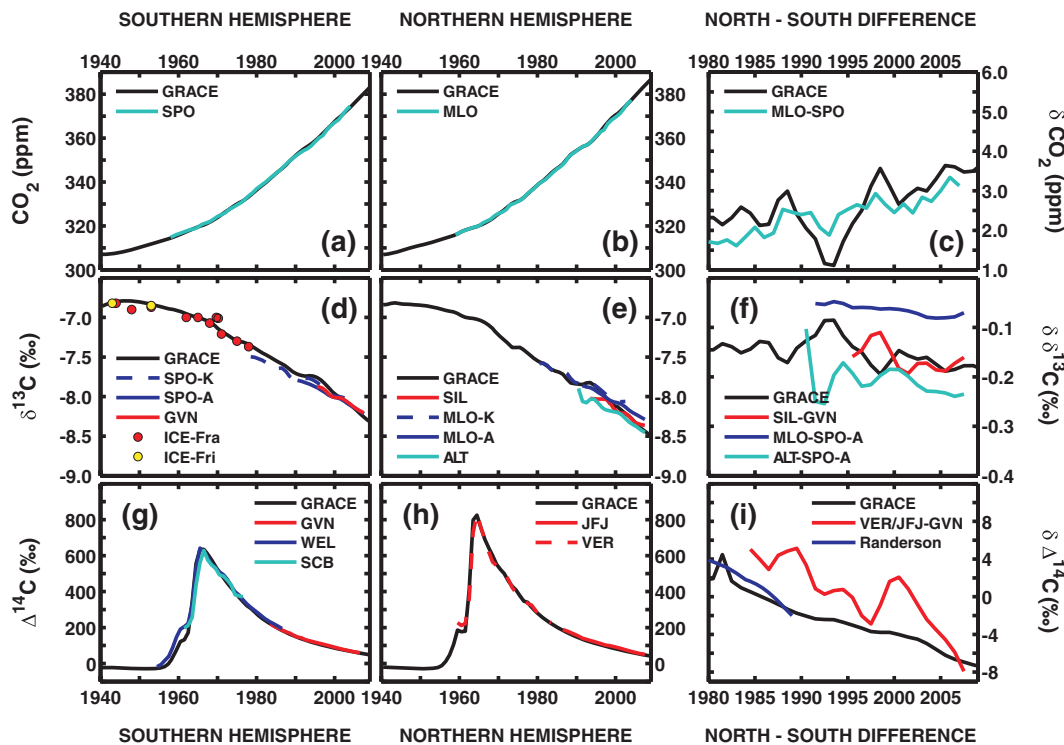 SOUTHERN HEMISPHERE NORTHERN HEMISPHERE NORTH - SOUTH DIFFERENCE
1940 1960 1980 2000 1940 1960 1980 2000 1980 1985 1990 1995 2000 2005
380 360 340 320 300
CO2 (ppm)
GRACE
SPO
(a)
GRACE
MLO
(b)
380 360 340 320 300
GRACE
MLO-SPO
(c)
6.0 5.0 4.0 3.0 2.0 1.0
δ CO2 (ppm)
-7.0 -7.5 -8.0 -8.5 -9.0
δ13C (‰)
(d)
GRACE
SPO-K
SPO-A
GVN
ICE-Fra
ICE-Fri
(e)
GRACE
SIL
MLO-K
MLO-A
ALT
-7.0 -7.5 -8.0 -8.5 -9.0
(f)
GRACE
SIL-GVN
MLO-SPO-A
ALT-SPO-A
-0.1 -0.2 -0.3 -0.4
δ δ13C (‰)
800 600 400 200 0
Δ14C (‰)
(g)
GRACE
GVN
WEL
SCB
(h)
GRACE
JFJ
VER
800 600 400 200 0
(i)
GRACE
VER/JFJ-GVN
Randerson
8 4 0 -4 -8
δ Δ14C (‰)
1940 1960 1980 2000 1940 1960 1980 2000 1980 1985 1990 1995 2000 2005
SOUTHERN HEMISPHERE NORTHERN HEMISPHERE NORTH - SOUTH DIFFERENCE